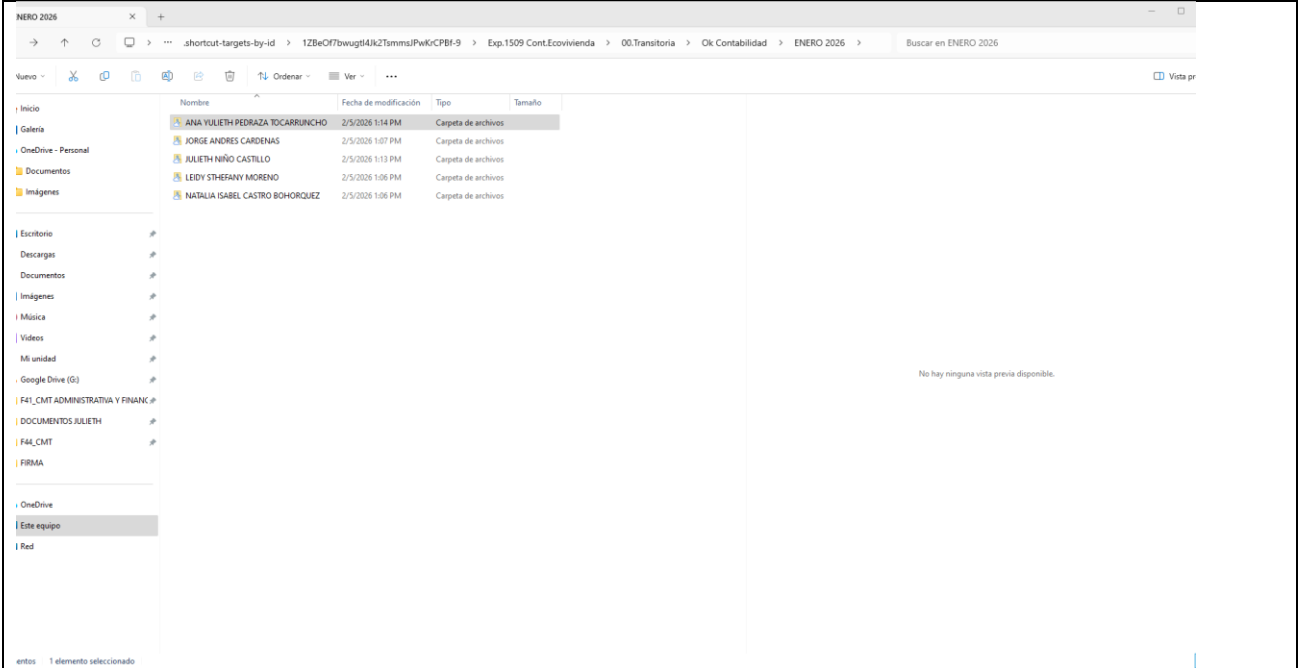 NERO 2026
.shortcut-targets-by-id > 1ZBeOf7bwugtI4Jk2TsmmsJPwKrCPBf-9 > Exp.1509 Cont.Ecovivienda > 00.Transitoria > Ok Contabilidad > ENERO 2026 > Buscar en ENERO 2026
Nuevo Ordenar Ver ... Vista pr
Nombre Fecha de modificación Tipo Tamaño
Inicio
Galería
OneDrive - Personal
Documentos
Imágenes
ANA YULIETH PEDRAZA TOCARRUNCHO 2/5/2026 1:14 PM Carpeta de archivos
JORGE ANDRES CARDENAS 2/5/2026 1:07 PM Carpeta de archivos
JULIETH NIÑO CASTILLO 2/5/2026 1:13 PM Carpeta de archivos
LEIDY STHEFANY MORENO 2/5/2026 1:06 PM Carpeta de archivos
NATALIA ISABEL CASTRO BOHORQUEZ 2/5/2026 1:06 PM Carpeta de archivos
Escritorio
Descargas
Documentos
Imágenes
Música
Vídeos
Mi unidad
Google Drive (G:)
F41_CMT ADMINISTRATIVA Y FINANC
DOCUMENTOS JULIETH
F44_CMT
FIRMA
OneDrive
Este equipo
Red
No hay ninguna vista previa disponible.
entos 1 elemento seleccionado